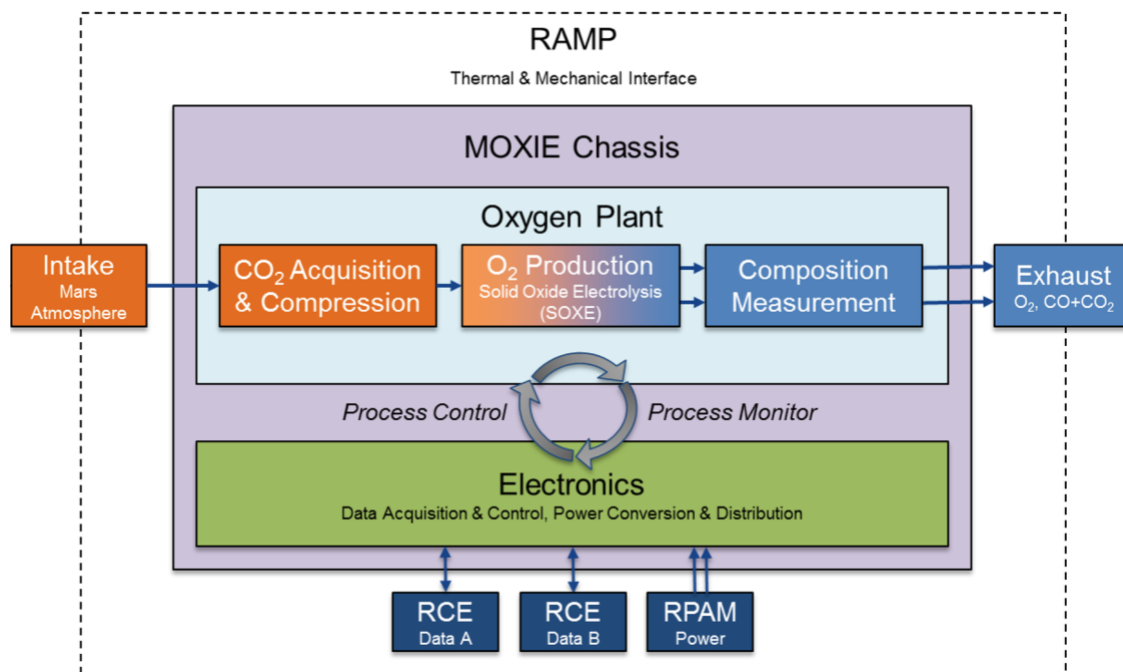 RAMP
Thermal & Mechanical Interface
MOXIE Chassis
Oxygen Plant
Intake
Mars
Atmosphere
CO₂ Acquisition
& Compression
O₂ Production
Solid Oxide Electrolysis
(SOXE)
Composition
Measurement
Exhaust
O₂, CO+CO₂
Process Control
Process Monitor
Electronics
Data Acquisition & Control, Power Conversion & Distribution
RCE
Data A
RCE
Data B
RPAM
Power